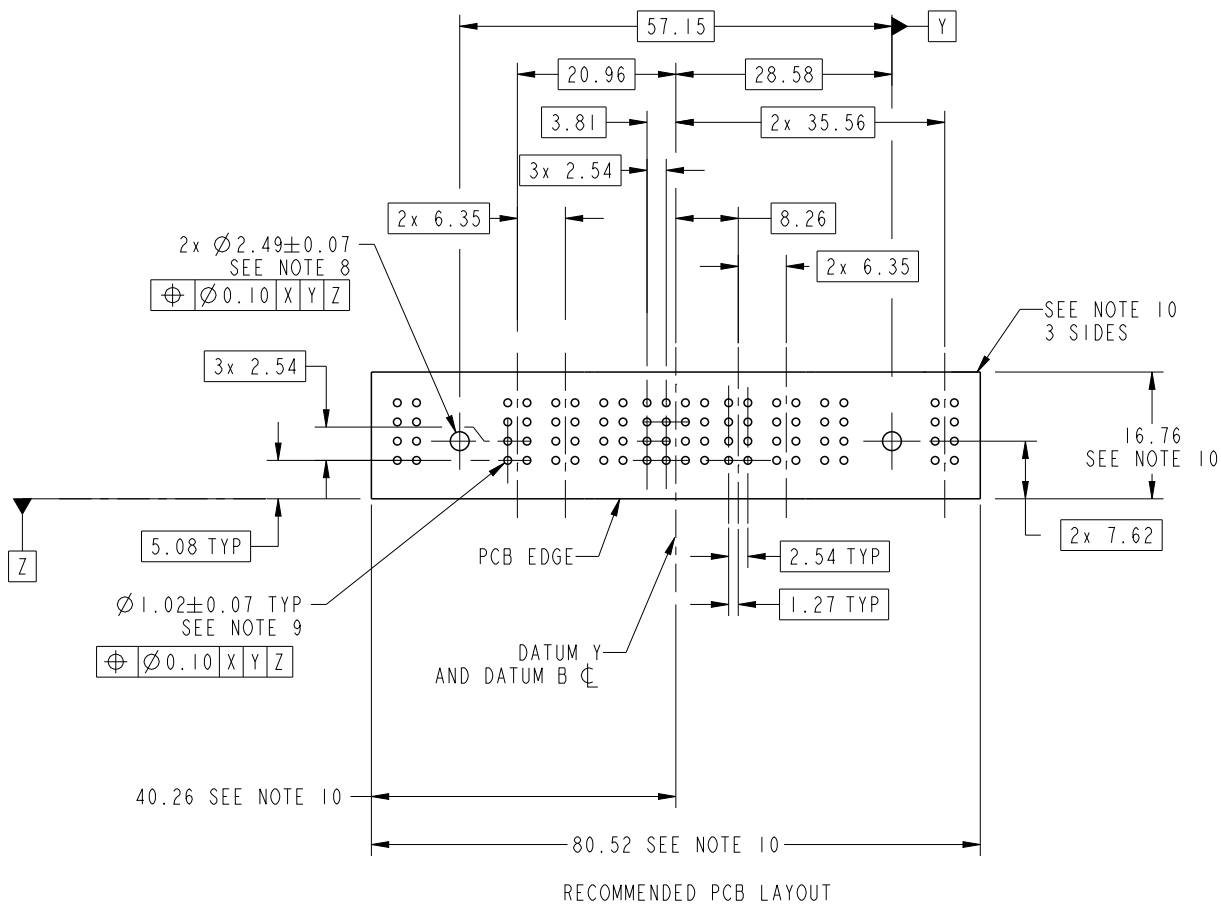 57.15
Y
20.96
28.58
3.81
2x 35.56
3x 2.54
2x 6.35
8.26
2x Ø2.49±0.07
SEE NOTE 8
⌖ Ø0.10 X Y Z
2x 6.35
SEE NOTE 10
3 SIDES
3x 2.54
16.76
SEE NOTE 10
5.08 TYP
Z
PCB EDGE
2.54 TYP
2x 7.62
Ø1.02±0.07 TYP
SEE NOTE 9
⌖ Ø0.10 X Y Z
1.27 TYP
DATUM Y
AND DATUM B ℄
40.26 SEE NOTE 10
80.52 SEE NOTE 10
RECOMMENDED PCB LAYOUT